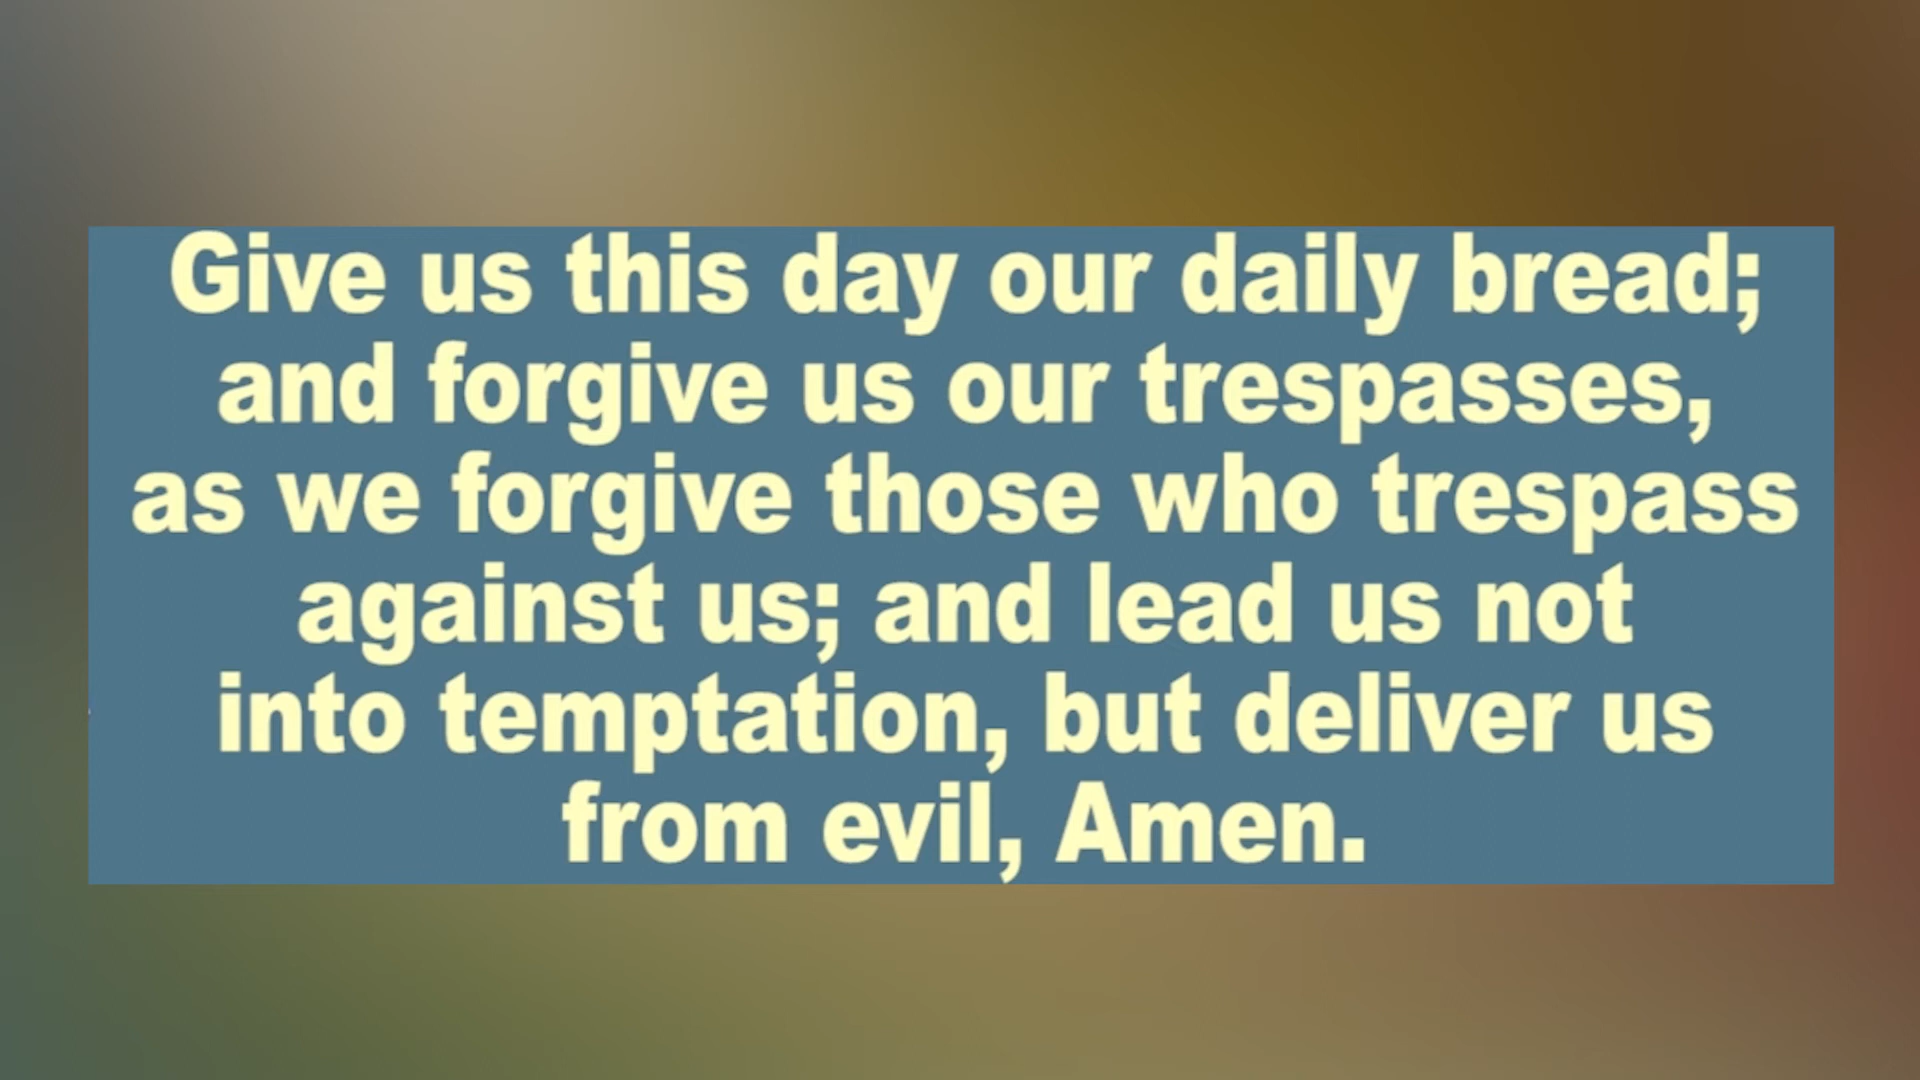 Give us this day our daily bread;
and forgive us our trespasses,
as we forgive those who trespass
against us; and lead us not
into temptation, but deliver us
from evil, Amen.